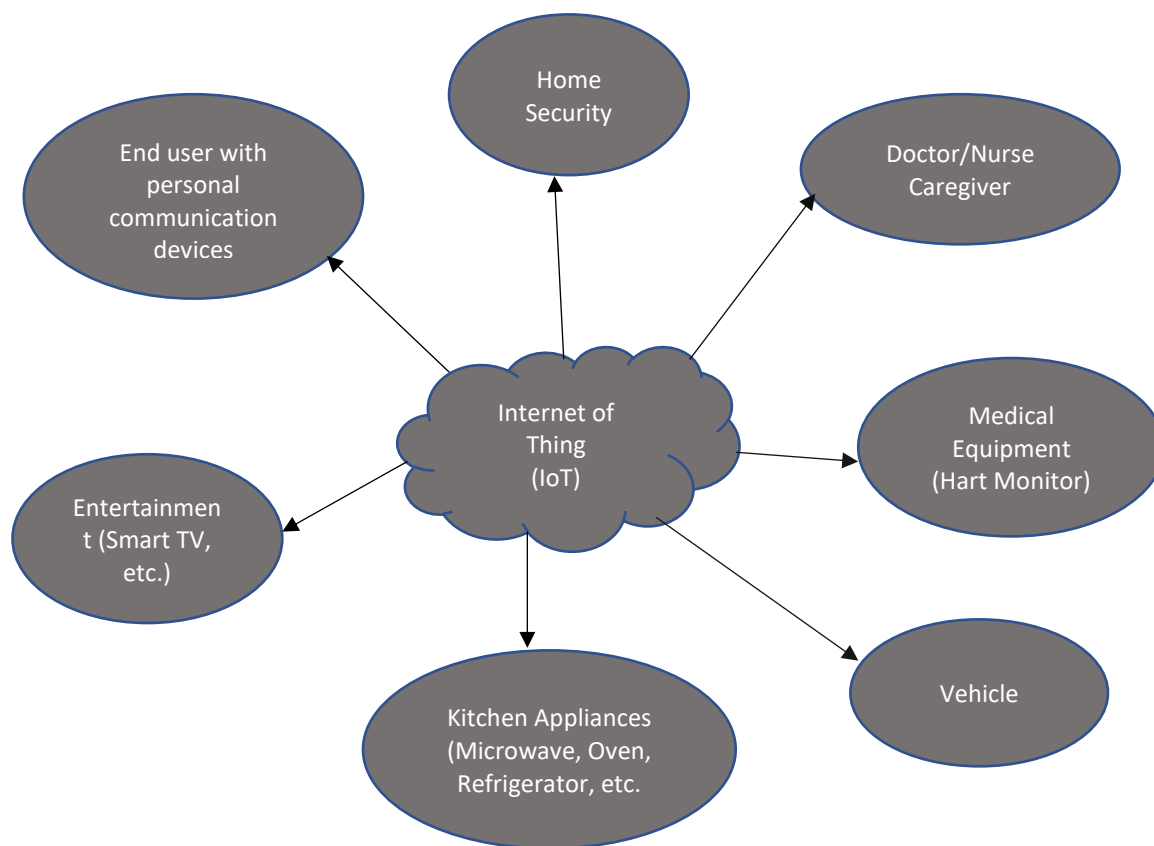 Home
Security
End user with
personal
communication
devices
Doctor/Nurse
Caregiver
Internet of
Thing
(IoT)
Medical
Equipment
(Hart Monitor)
Entertainmen
t (Smart TV,
etc.)
Vehicle
Kitchen Appliances
(Microwave, Oven,
Refrigerator, etc.